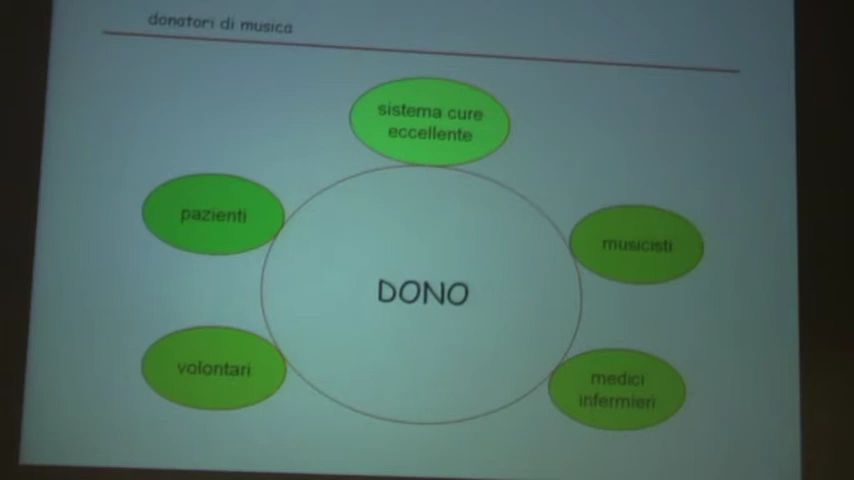 donatori di musica
sistema cure
eccellente
pazienti
musicisti
DONO
volontari
medici
infermieri